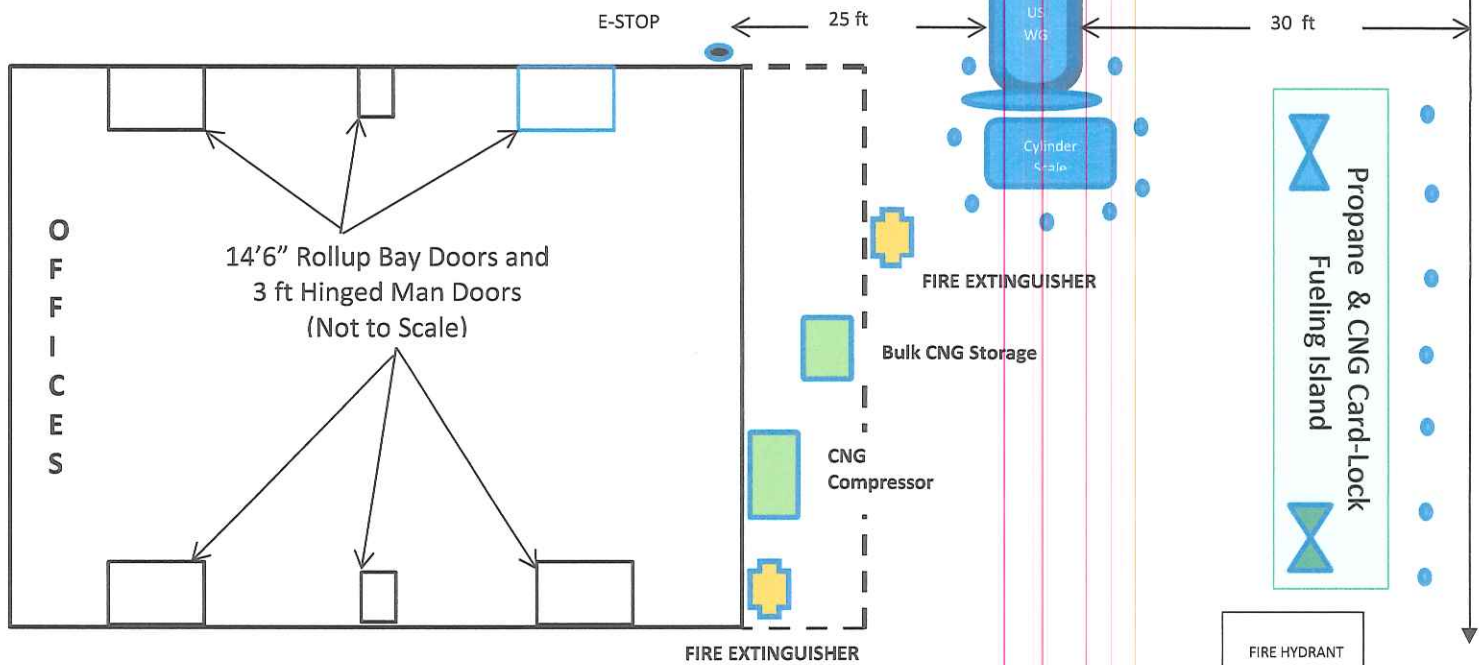 E-STOP
25 ft
US
WG
30 ft
Cylinder
Scale
OFFICES
14'6" Rollup Bay Doors and
3 ft Hinged Man Doors
(Not to Scale)
FIRE EXTINGUISHER
Bulk CNG Storage
CNG
Compressor
Propane & CNG Card-Lock
Fueling Island
FIRE EXTINGUISHER
FIRE HYDRANT